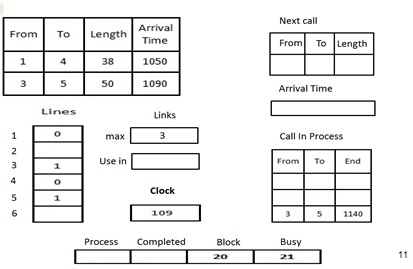 Next call
From To Length Arrival Time
From To Length
1 4 38 1050
3 5 50 1090
Arrival Time
Lines
Links
1 0
max 3
Call In Process
2
Use in
From To End
3 1
4 0
Clock
5 1
6
109
3 5 1140
Process Completed Block Busy
20 21
11